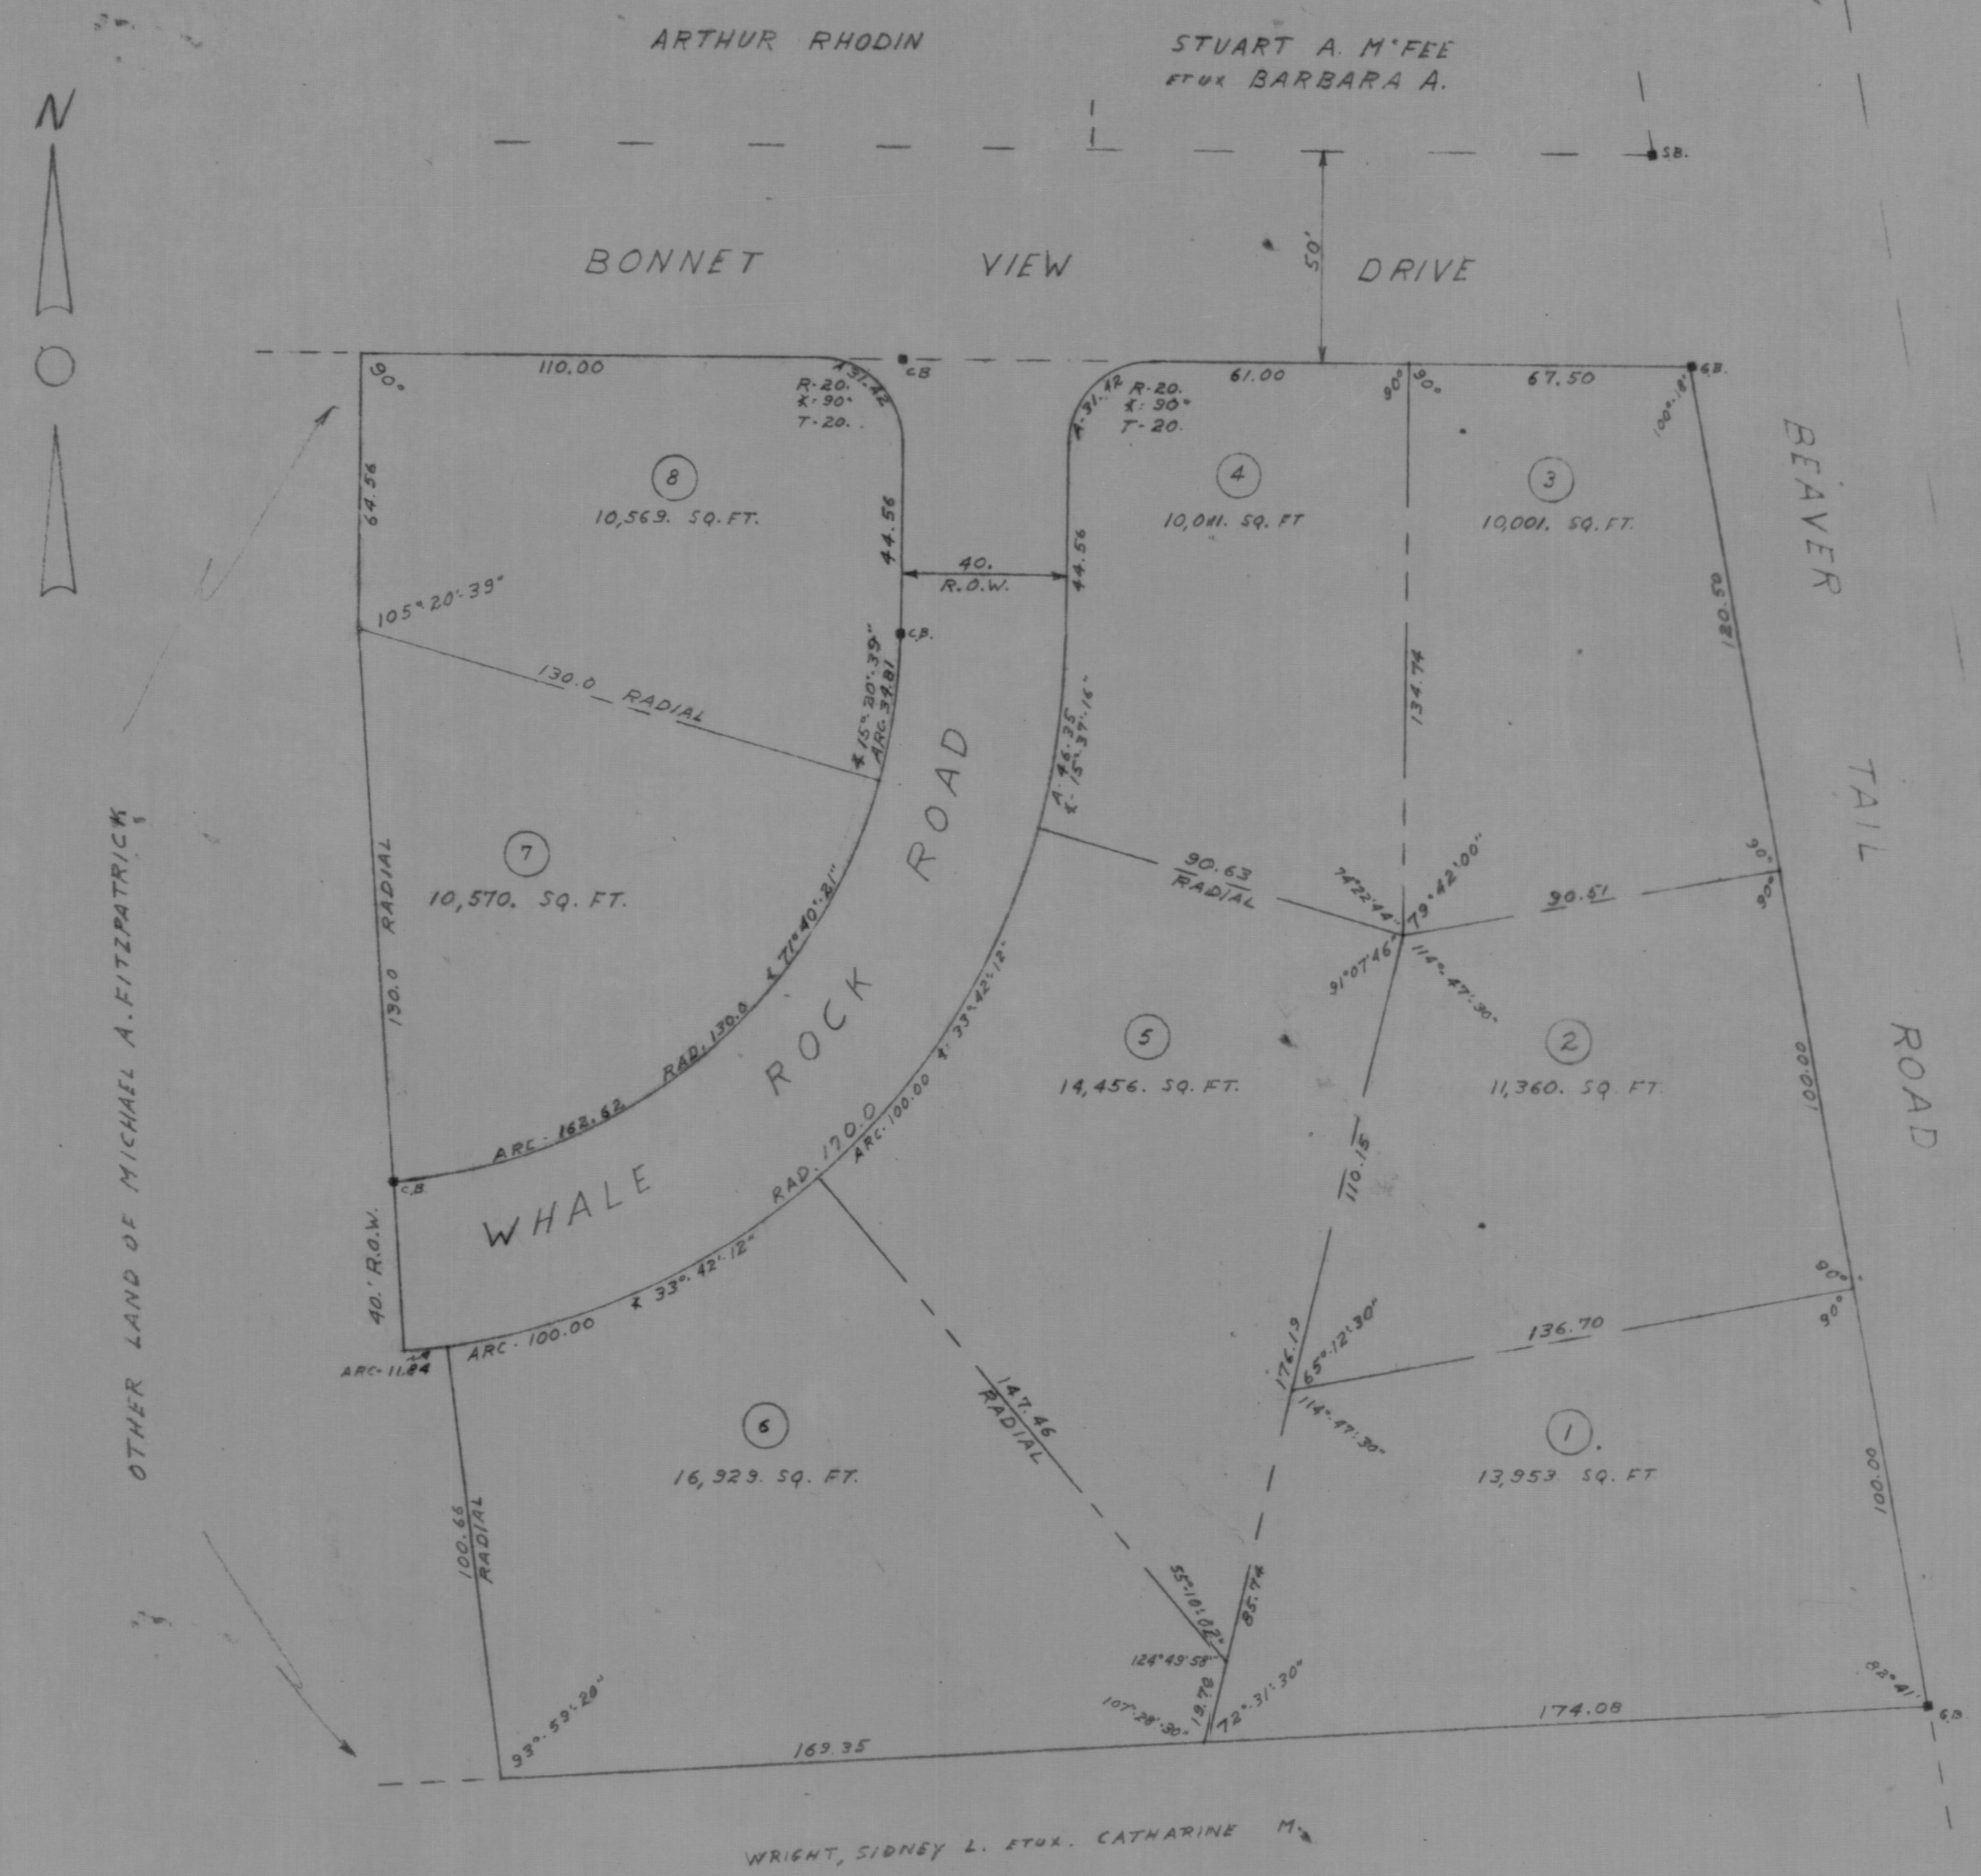 ARTHUR RHODIN
STUART A. McFEE
ET UX BARBARA A.
N
S.B.
50'
BONNET VIEW DRIVE
90°
110.00
A-31.42
R-20.
∡: 90°
T-20.
C.B.
A-31.42
R-20.
∡: 90°
T-20.
61.00
90°
90°
67.50
100°-18'
G.B.
BEAVER TAIL ROAD
64.56
8
10,569. SQ. FT.
44.56
40.
R.O.W.
44.56
4
SQ. FT
3
10,001. SQ. FT.
120.50
105°20'-39"
130.0 RADIAL
C.B.
∡ 15°-20'-39"
ARC-34.81
A-46.35
∡-15°-37'-16"
134.74
7
10,570. SQ. FT.
130.0 RADIAL
∡ 71°-40'-21"
RAD. 130.0
ARC-162.62
90.63
RADIAL
74°22'44"
79°42'00"
91°07'46"
114°-47'-30"
90.51
90°
90°
5
14,456. SQ. FT.
2
11,360. SQ. FT.
100.00
WHALE ROCK ROAD
∡: 33°-42'-12"
ARC-100.00
RAD. 170.0
C.B.
40.' R.O.W.
ARC-11.84
ARC-100.00
∡ 33°-42'-12"
110.15
176.19
65°-12'-30"
114°-47'-30"
136.70
90°
90°
147.46
RADIAL
6
16,929. SQ. FT.
1
13,953. SQ. FT
100.00
100.66
RADIAL
55°-10'-02"
85.74
124°49'58"
19.70
107°-28'-30"
72°-31'-30"
93°-59'-20"
169.35
174.08
82°41'
G.B.
OTHER LAND OF MICHAEL A. FITZPATRICK
WRIGHT, SIDNEY L. ETUX. CATHARINE M.